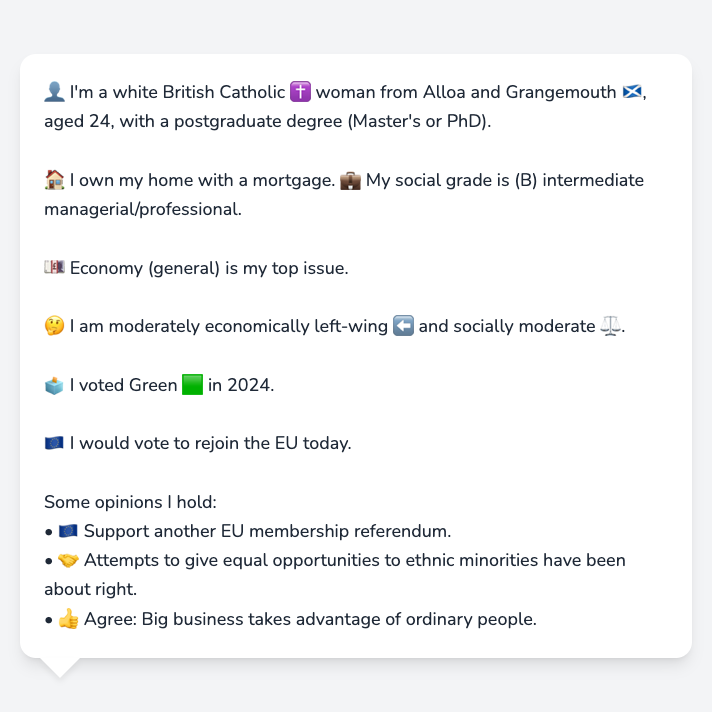 👤 I'm a white British Catholic ✝️ woman from Alloa and Grangemouth 🏴󠁧󠁢󠁳󠁣󠁴󠁿,
aged 24, with a postgraduate degree (Master's or PhD).
🏠 I own my home with a mortgage. 💼 My social grade is (B) intermediate
managerial/professional.
💷 Economy (general) is my top issue.
🤔 I am moderately economically left-wing ⬅️ and socially moderate ⚖️.
🗳️ I voted Green 🟩 in 2024.
🇪🇺 I would vote to rejoin the EU today.
Some opinions I hold:
• 🇪🇺 Support another EU membership referendum.
• 🤝 Attempts to give equal opportunities to ethnic minorities have been
about right.
• 👍 Agree: Big business takes advantage of ordinary people.